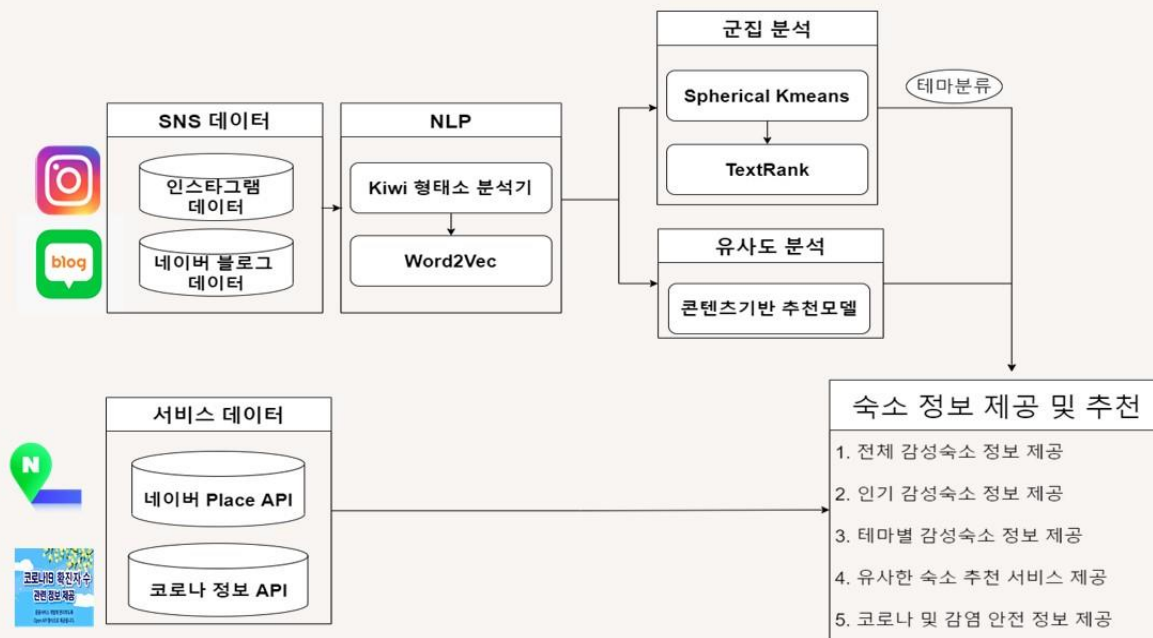 군집 분석
Spherical Kmeans
TextRank
테마분류
SNS 데이터
인스타그램
데이터
네이버 블로그
데이터
blog
NLP
Kiwi 형태소 분석기
Word2Vec
유사도 분석
콘텐츠기반 추천모델
서비스 데이터
네이버 Place API
코로나 정보 API
N
코로나19 확진자 수
관련 정보 제공
숙소 정보 제공 및 추천
1. 전체 감성숙소 정보 제공
2. 인기 감성숙소 정보 제공
3. 테마별 감성숙소 정보 제공
4. 유사한 숙소 추천 서비스 제공
5. 코로나 및 감염 안전 정보 제공